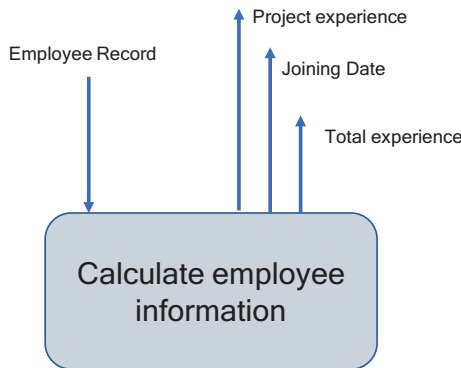 Project experience
Employee Record
Joining Date
Total experience
Calculate employee
information